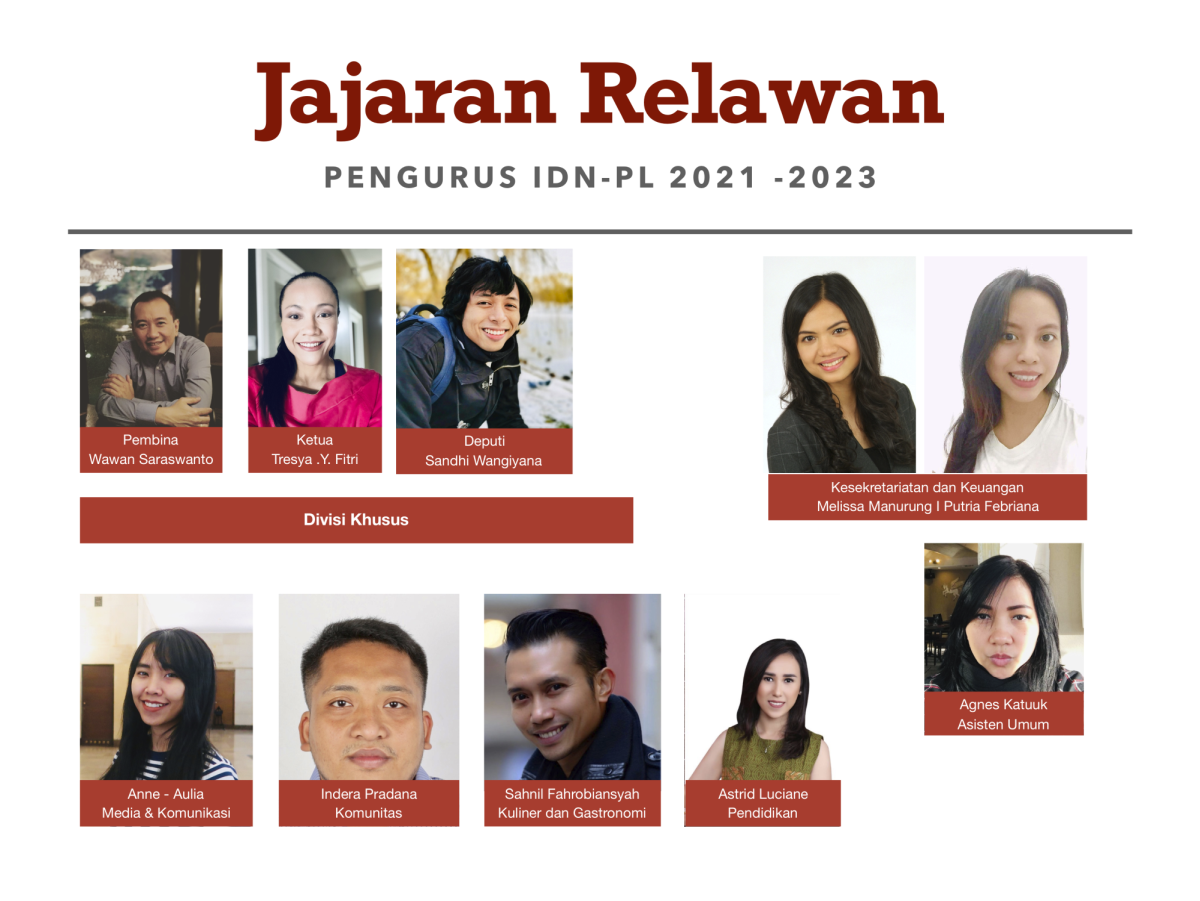 Jajaran Relawan
PENGURUS IDN-PL 2021 -2023
Pembina
Wawan Saraswanto
Ketua
Tresya .Y. Fitri
Deputi
Sandhi Wangiyana
Kesekretariatan dan Keuangan
Melissa Manurung I Putria Febriana
Divisi Khusus
Agnes Katuuk
Asisten Umum
Anne - Aulia
Media & Komunikasi
Indera Pradana
Komunitas
Sahnil Fahrobiansyah
Kuliner dan Gastronomi
Astrid Luciane
Pendidikan